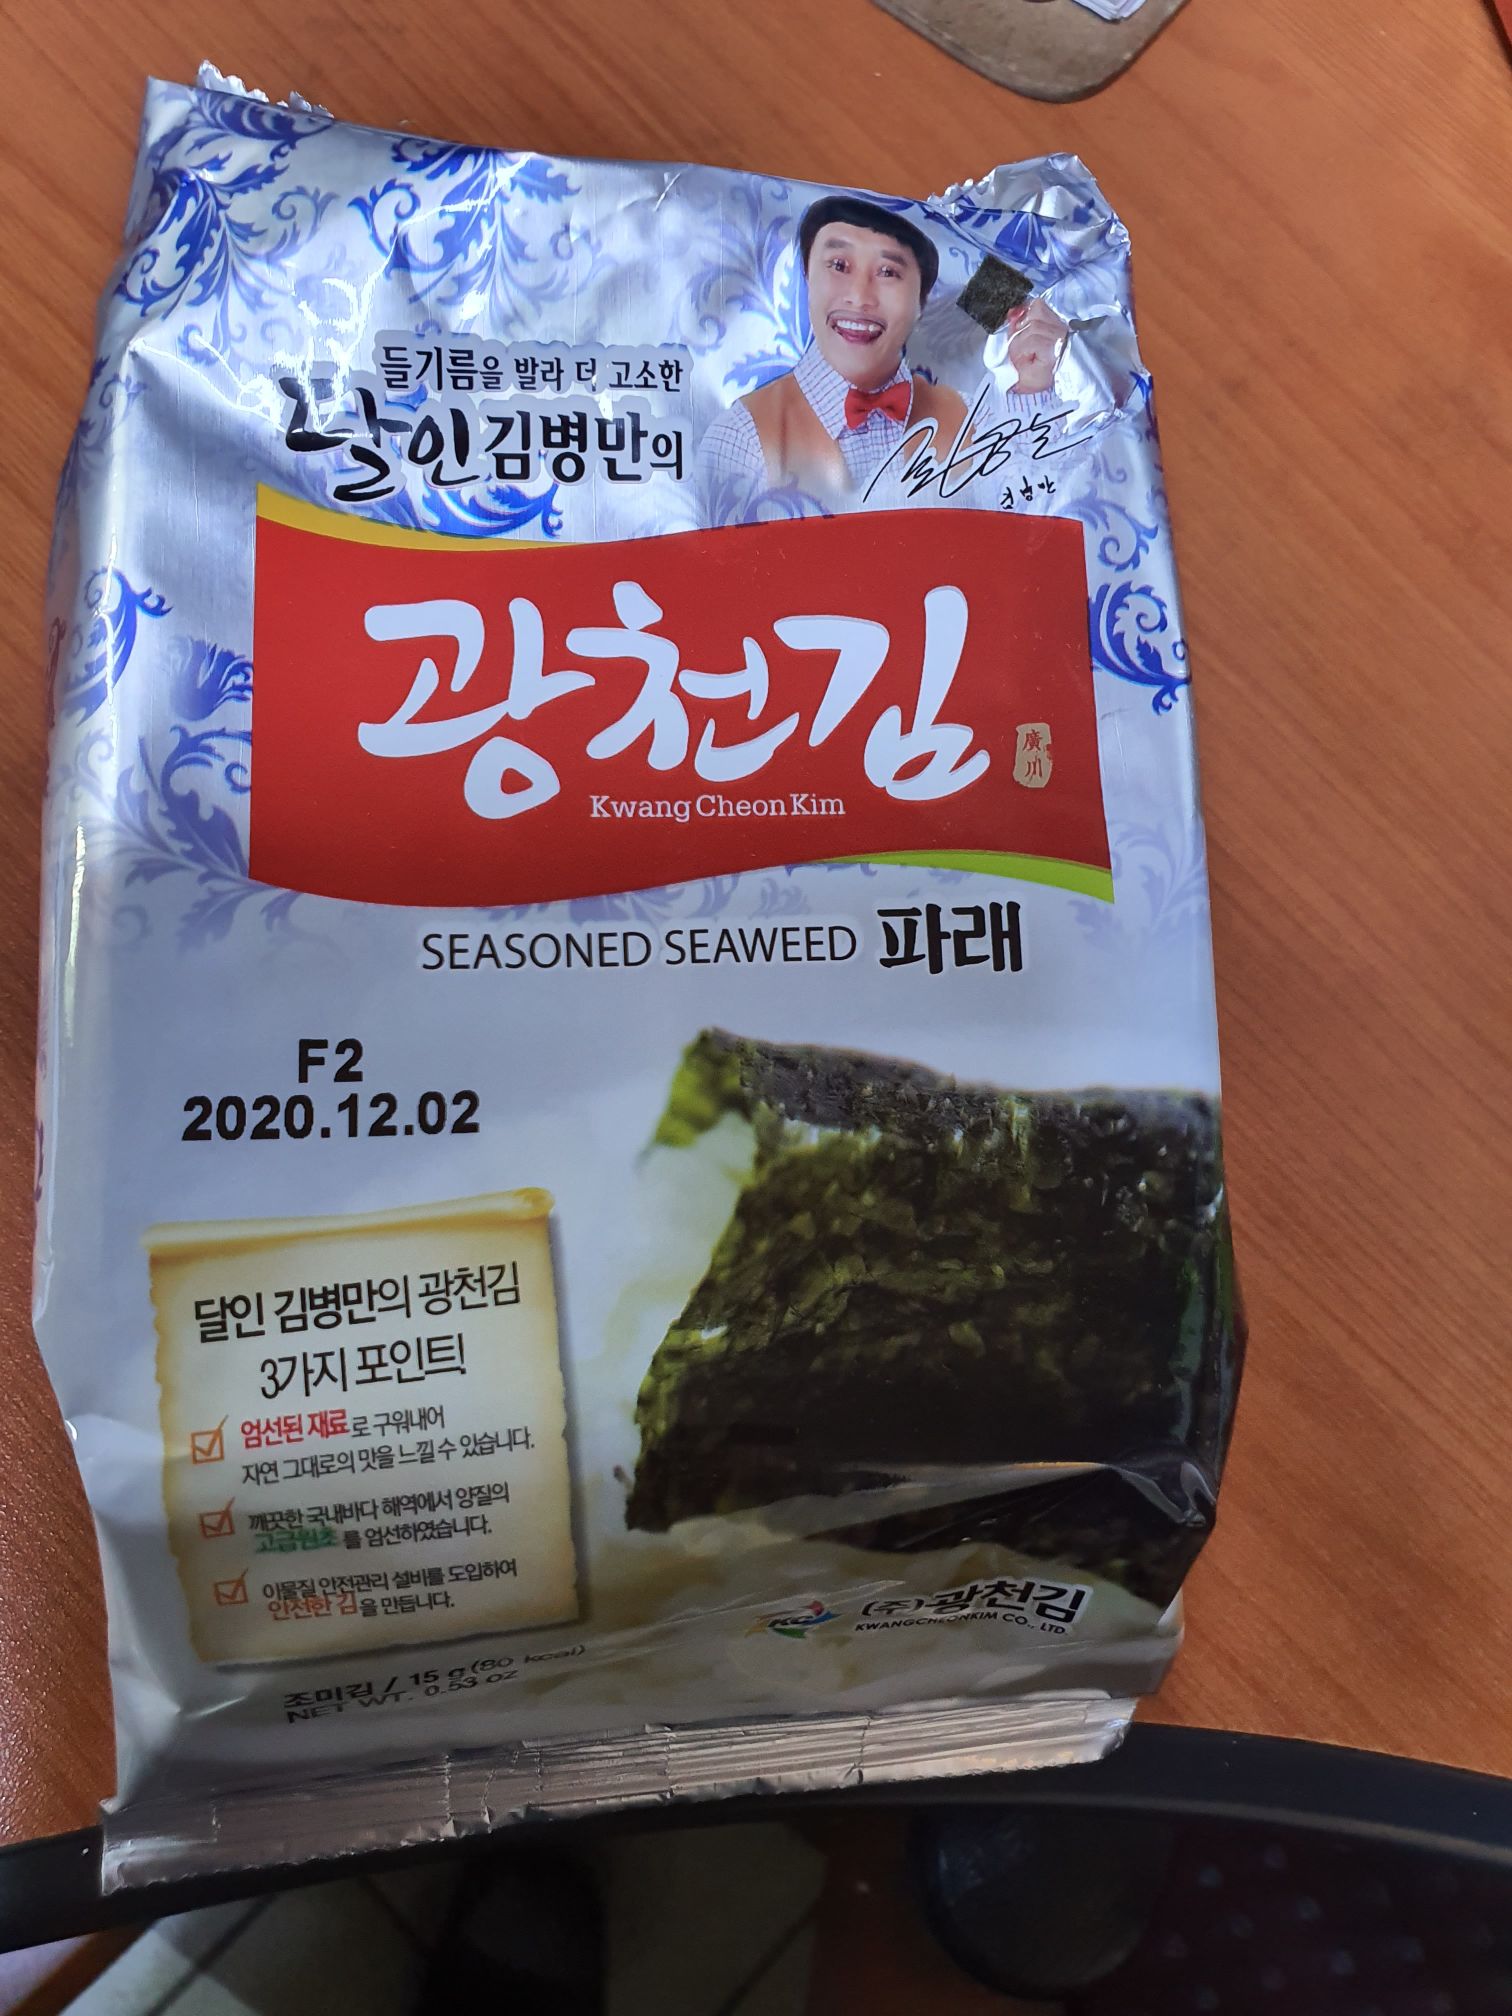 들기름을 발라 더 고소한
달인 김병만의
김병만
광천김
廣川
Kwang Cheon Kim
SEASONED SEAWEED 파래
F2
2020.12.02
달인 김병만의 광천김
3가지 포인트!
엄선된 재료로 구워내어
자연 그대로의 맛을 느낄 수 있습니다.
깨끗한 국내바다 해역에서 양질의
고급원초를 엄선하였습니다.
이물질 안전관리 설비를 도입하여
안전한 김을 만듭니다.
KC (주)광천김
KWANGCHEONKIM CO., LTD.
조미김 / 15 g (80 kcal)
NET WT. 0.53 oz